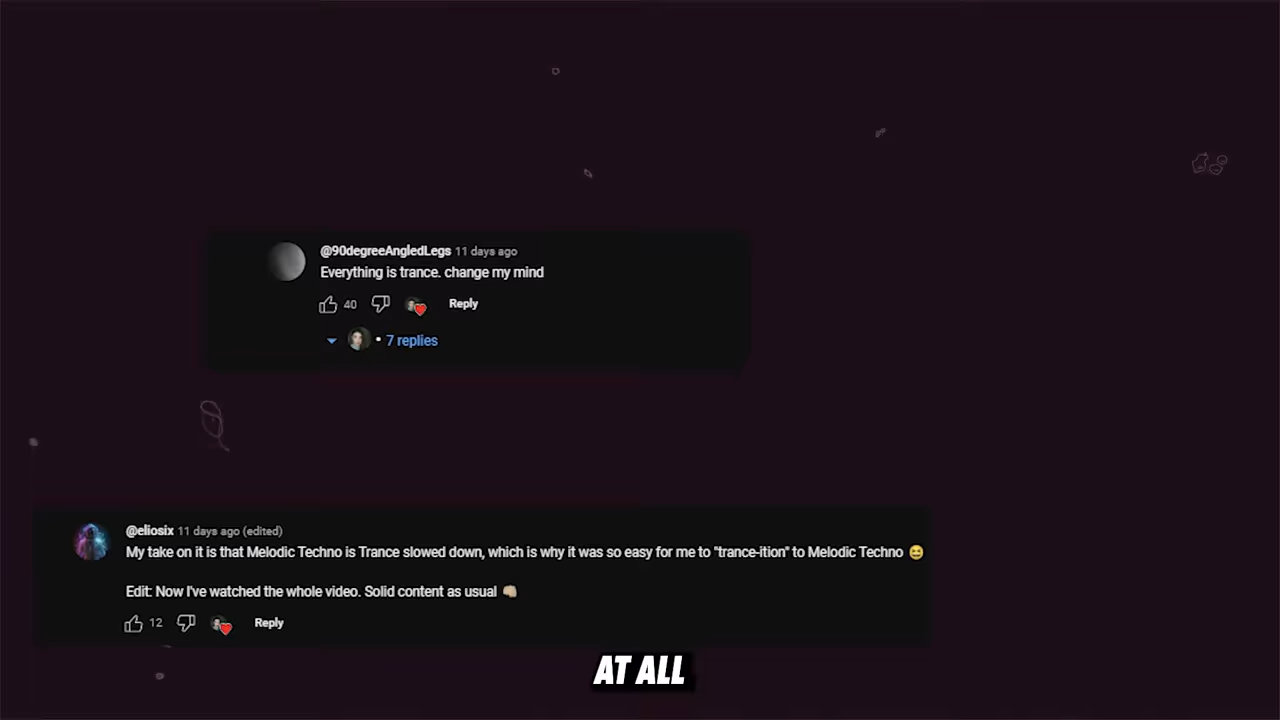 @90degreeAngledLegs 11 days ago
Everything is trance. change my mind
40 Reply
• 7 replies
@eliosix 11 days ago (edited)
My take on it is that Melodic Techno is Trance slowed down, which is why it was so easy for me to "trance-ition" to Melodic Techno 😆
Edit: Now I've watched the whole video. Solid content as usual 👊🏼
12 Reply
AT ALL